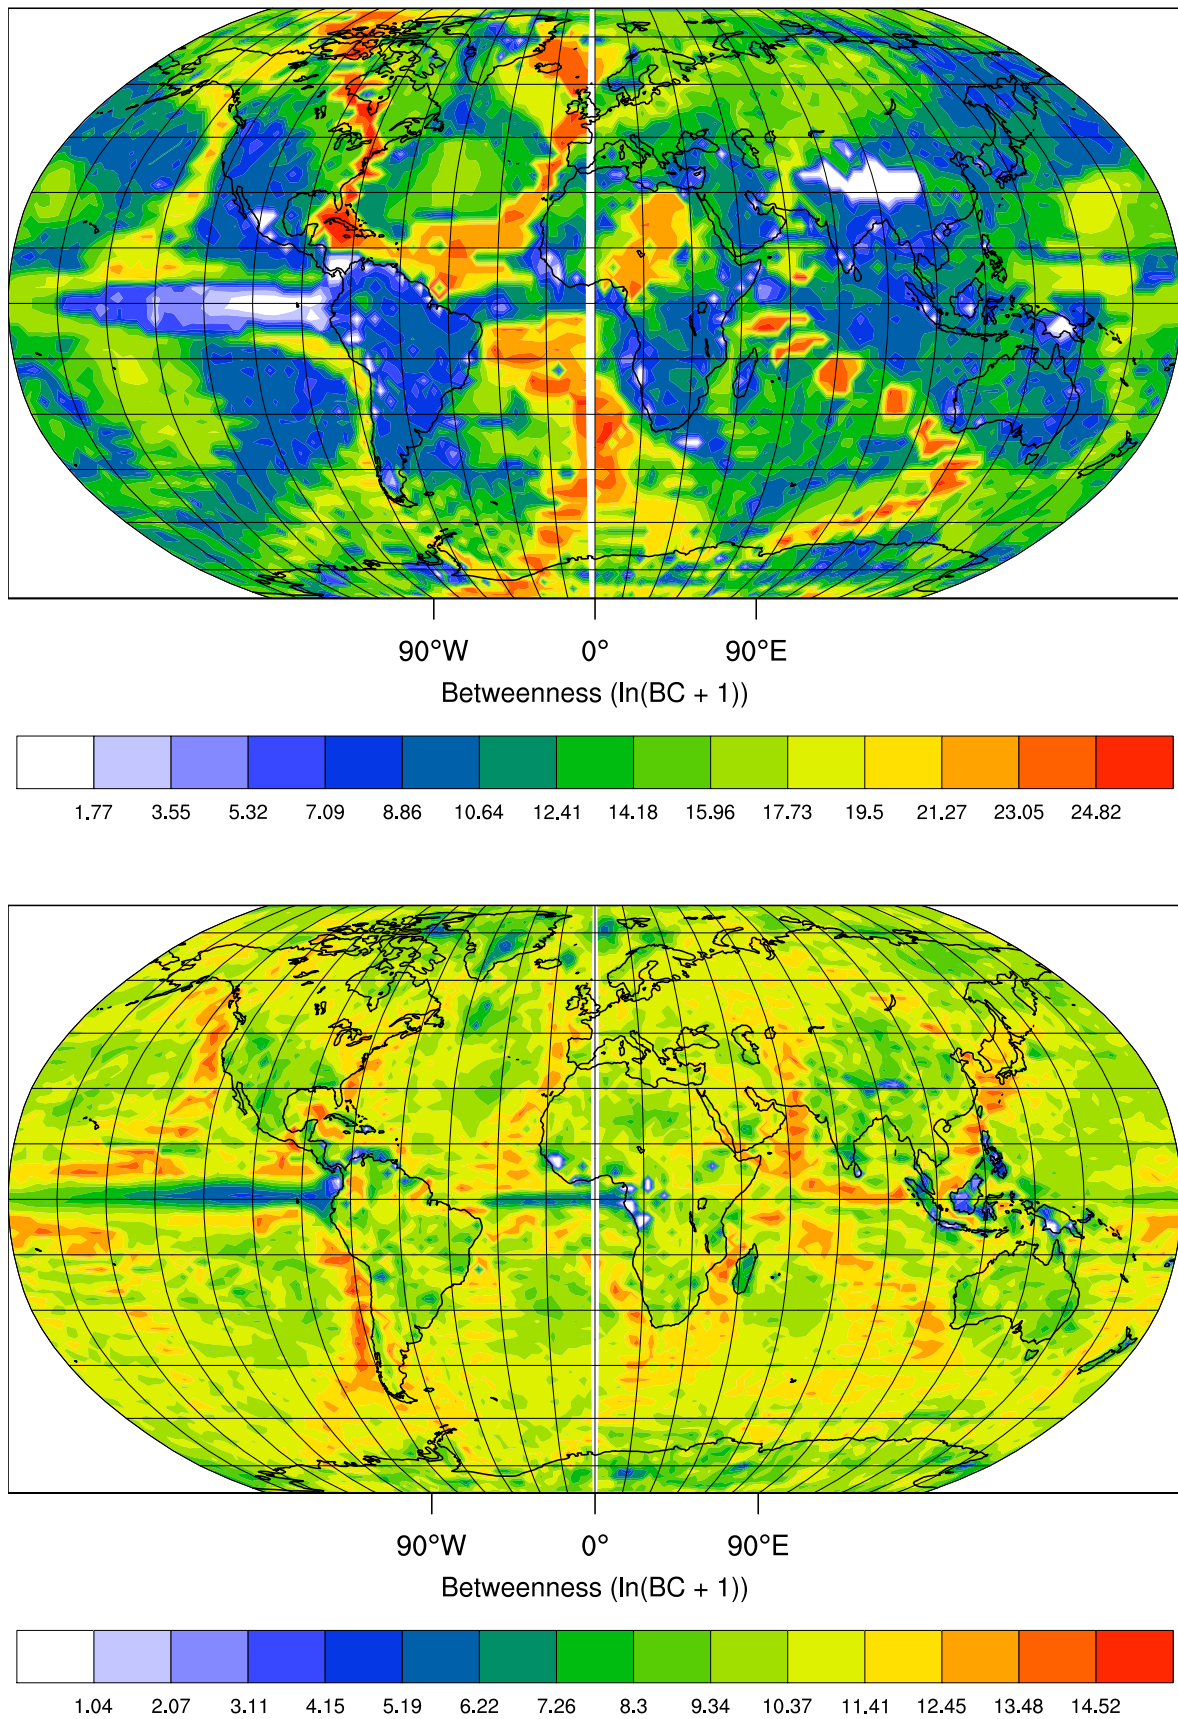 90°W 0° 90°E
Betweenness (ln(BC + 1))
1.77 3.55 5.32 7.09 8.86 10.64 12.41 14.18 15.96 17.73 19.5 21.27 23.05 24.82
90°W 0° 90°E
Betweenness (ln(BC + 1))
1.04 2.07 3.11 4.15 5.19 6.22 7.26 8.3 9.34 10.37 11.41 12.45 13.48 14.52